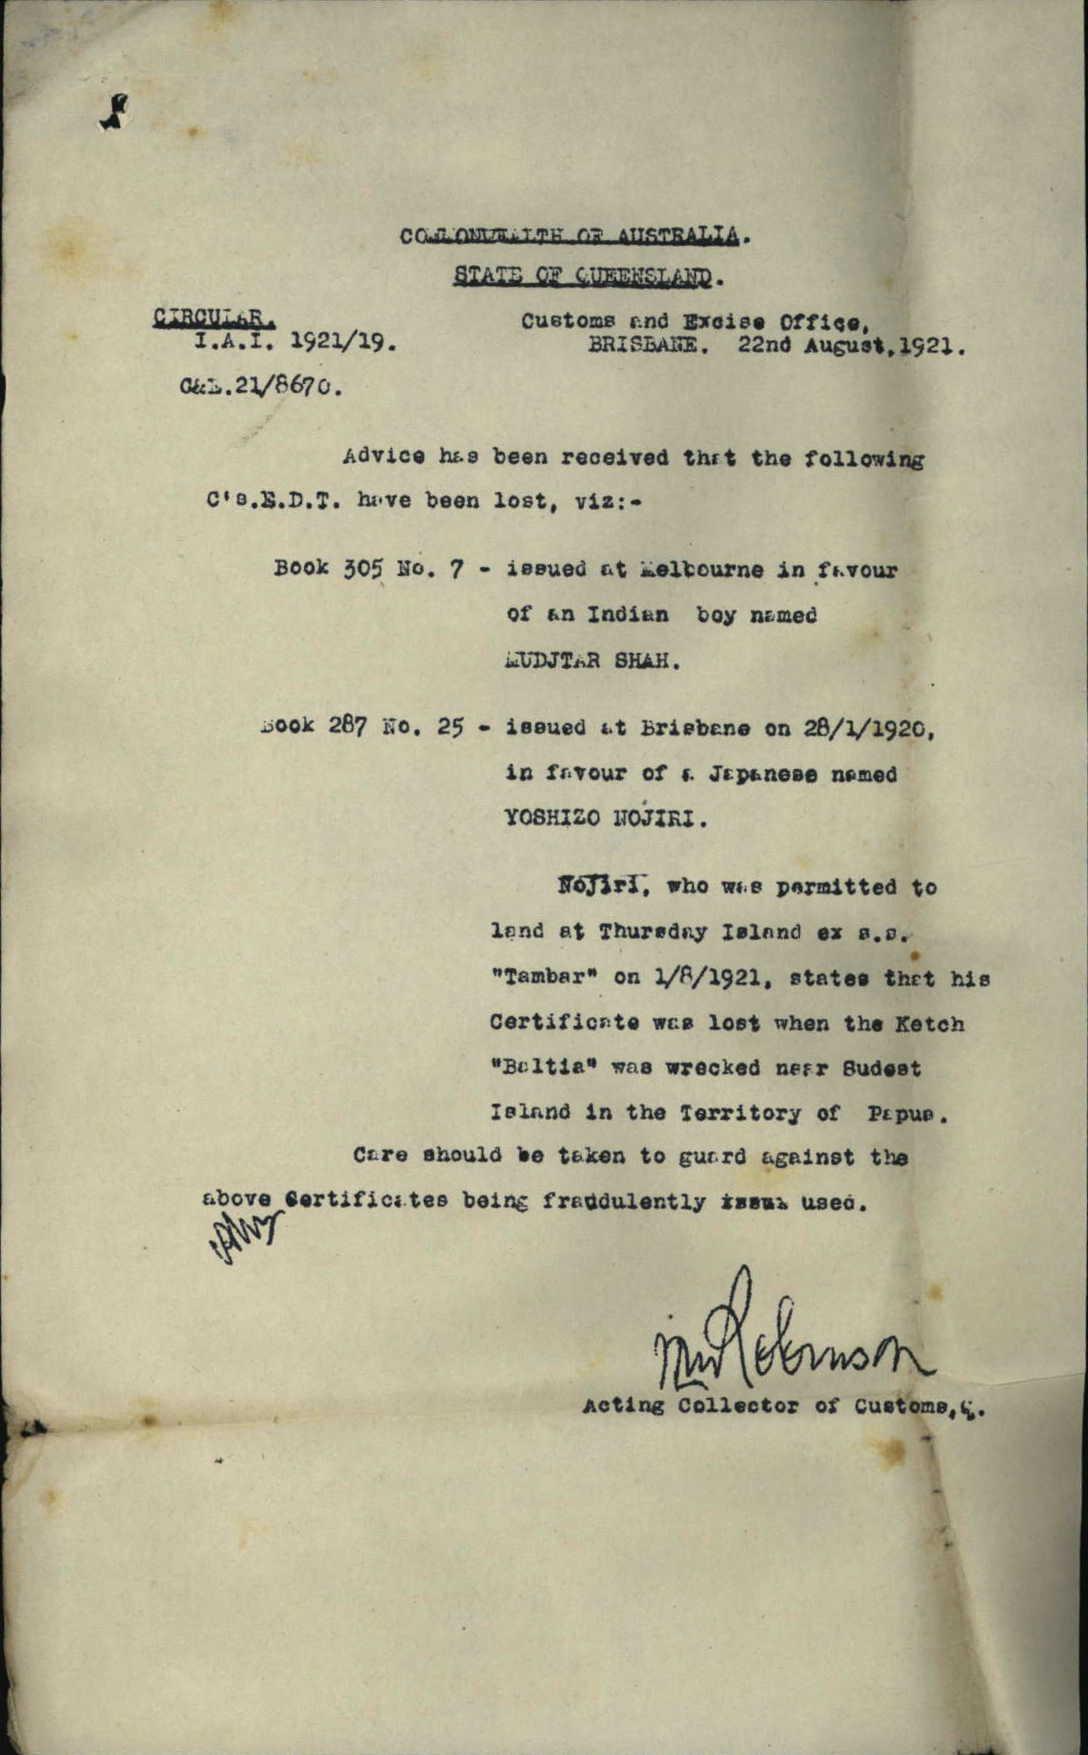 COMMONWEALTH OF AUSTRALIA.
STATE OF QUEENSLAND.
CIRCULAR.
Customs and Excise Office,
I.A.I. 1921/19.
BRISBANE. 22nd August, 1921.
C&E.21/8670.
Advice has been received that the following
C's.E.D.T. have been lost, viz:-
Book 305 No. 7 - issued at Melbourne in favour
of an Indian boy named
MUDJTAR SHAH.
Book 287 No. 25 - issued at Brisbane on 28/1/1920,
in favour of a Japanese named
YOSHIZO NOJIRI.
Nojiri, who was permitted to
land at Thursday Island ex s.s.
"Tambar" on 1/8/1921, states that his
Certificate was lost when the Ketch
"Baltia" was wrecked near Sudest
Island in the Territory of Papua.
Care should be taken to guard against the
above Certificates being fraudulently used.
Robinson
Acting Collector of Customs, Q.